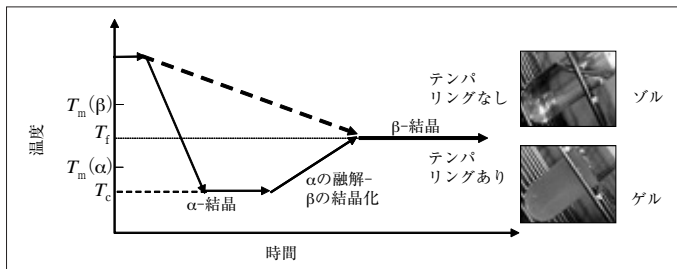 温度
T_m(β)
T_f
T_m(α)
T_c
α-結晶
αの融解-
βの結晶化
β-結晶
時間
テンパ
リングなし
ゾル
テンパ
リングあり
ゲル